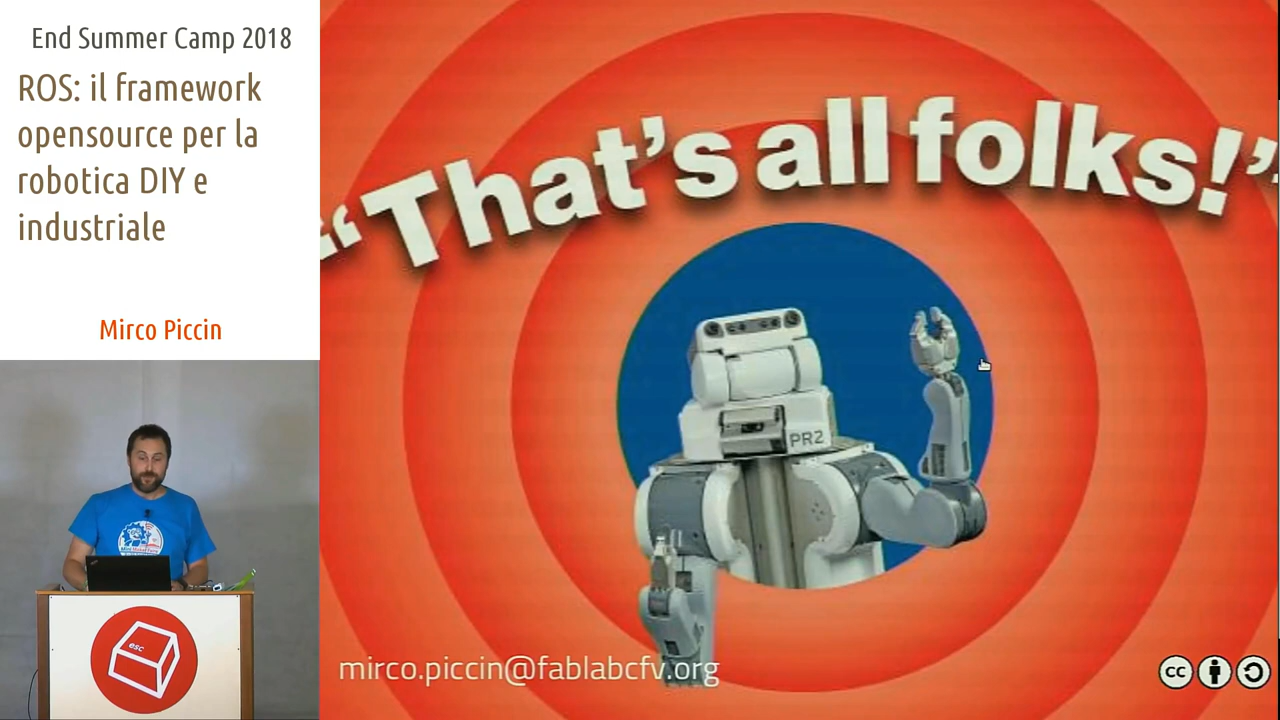 End Summer Camp 2018
ROS: il framework
opensource per la
robotica DIY e
industriale
Mirco Piccin
esc
“That’s all folks!”
PR2
mirco.piccin@fablabcfv.org
cc